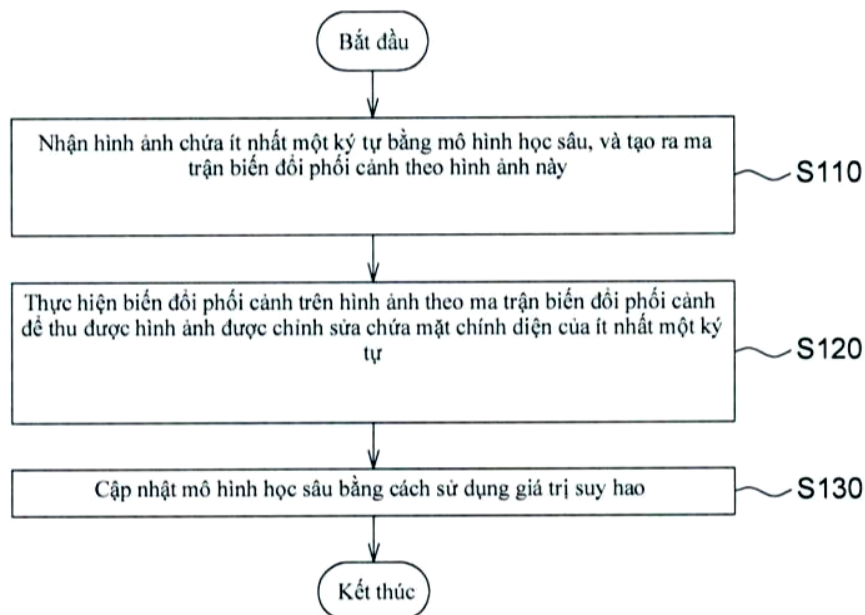 Bắt đầu
Nhận hình ảnh chứa ít nhất một ký tự bằng mô hình học sâu, và tạo ra ma
trận biến đổi phối cảnh theo hình ảnh này
S110
Thực hiện biến đổi phối cảnh trên hình ảnh theo ma trận biến đổi phối cảnh
để thu được hình ảnh được chỉnh sửa chứa mặt chính diện của ít nhất một ký
tự
S120
Cập nhật mô hình học sâu bằng cách sử dụng giá trị suy hao
S130
Kết thúc